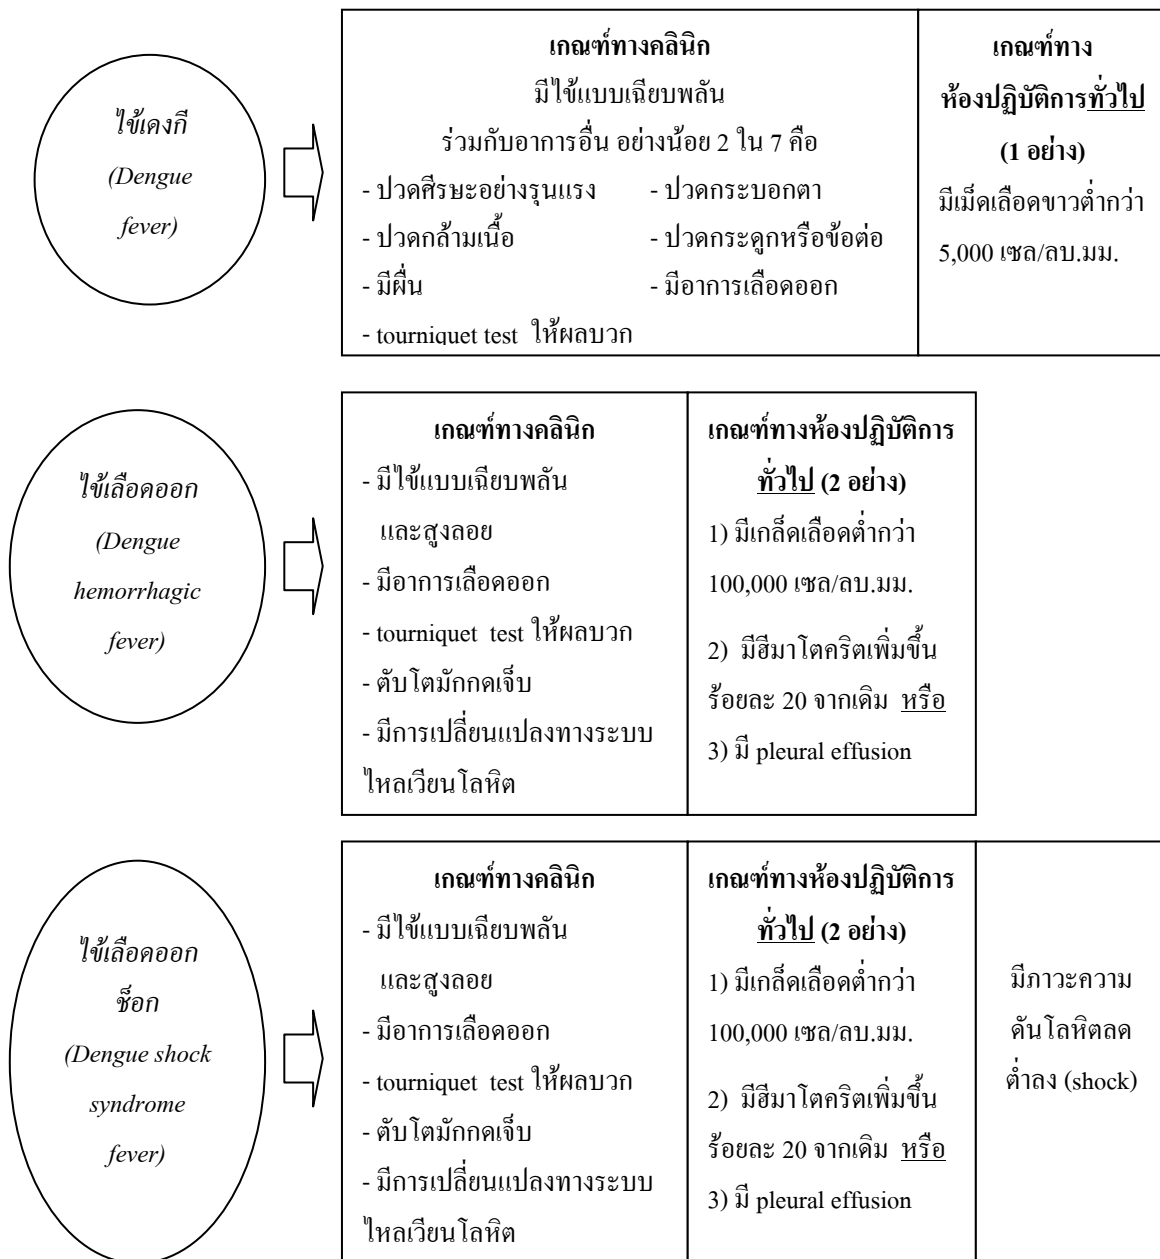 ไข้เดงกี
(Dengue
fever)
เกณฑ์ทางคลินิก
มีไข้แบบเฉียบพลัน
ร่วมกับอาการอื่น อย่างน้อย 2 ใน 7 คือ
- ปวดศีรษะอย่างรุนแรง - ปวดกระบอกตา
- ปวดกล้ามเนื้อ - ปวดกระดูกหรือข้อต่อ
- มีผื่น - มีอาการเลือดออก
- tourniquet test ให้ผลบวก
เกณฑ์ทาง
ห้องปฏิบัติการทั่วไป
(1 อย่าง)
มีเม็ดเลือดขาวต่ำกว่า
5,000 เซล/ลบ.มม.
ไข้เลือดออก
(Dengue
hemorrhagic
fever)
เกณฑ์ทางคลินิก
- มีไข้แบบเฉียบพลัน
และสูงลอย
- มีอาการเลือดออก
- tourniquet test ให้ผลบวก
- ตับโตมักกดเจ็บ
- มีการเปลี่ยนแปลงทางระบบ
ไหลเวียนโลหิต
เกณฑ์ทางห้องปฏิบัติการ
ทั่วไป (2 อย่าง)
1) มีเกล็ดเลือดต่ำกว่า
100,000 เซล/ลบ.มม.
2) มีฮีมาโตคริตเพิ่มขึ้น
ร้อยละ 20 จากเดิม หรือ
3) มี pleural effusion
ไข้เลือดออก
ช็อก
(Dengue shock
syndrome
fever)
เกณฑ์ทางคลินิก
- มีไข้แบบเฉียบพลัน
และสูงลอย
- มีอาการเลือดออก
- tourniquet test ให้ผลบวก
- ตับโตมักกดเจ็บ
- มีการเปลี่ยนแปลงทางระบบ
ไหลเวียนโลหิต
เกณฑ์ทางห้องปฏิบัติการ
ทั่วไป (2 อย่าง)
1) มีเกล็ดเลือดต่ำกว่า
100,000 เซล/ลบ.มม.
2) มีฮีมาโตคริตเพิ่มขึ้น
ร้อยละ 20 จากเดิม หรือ
3) มี pleural effusion
มีภาวะความ
ดันโลหิตลด
ต่ำลง (shock)